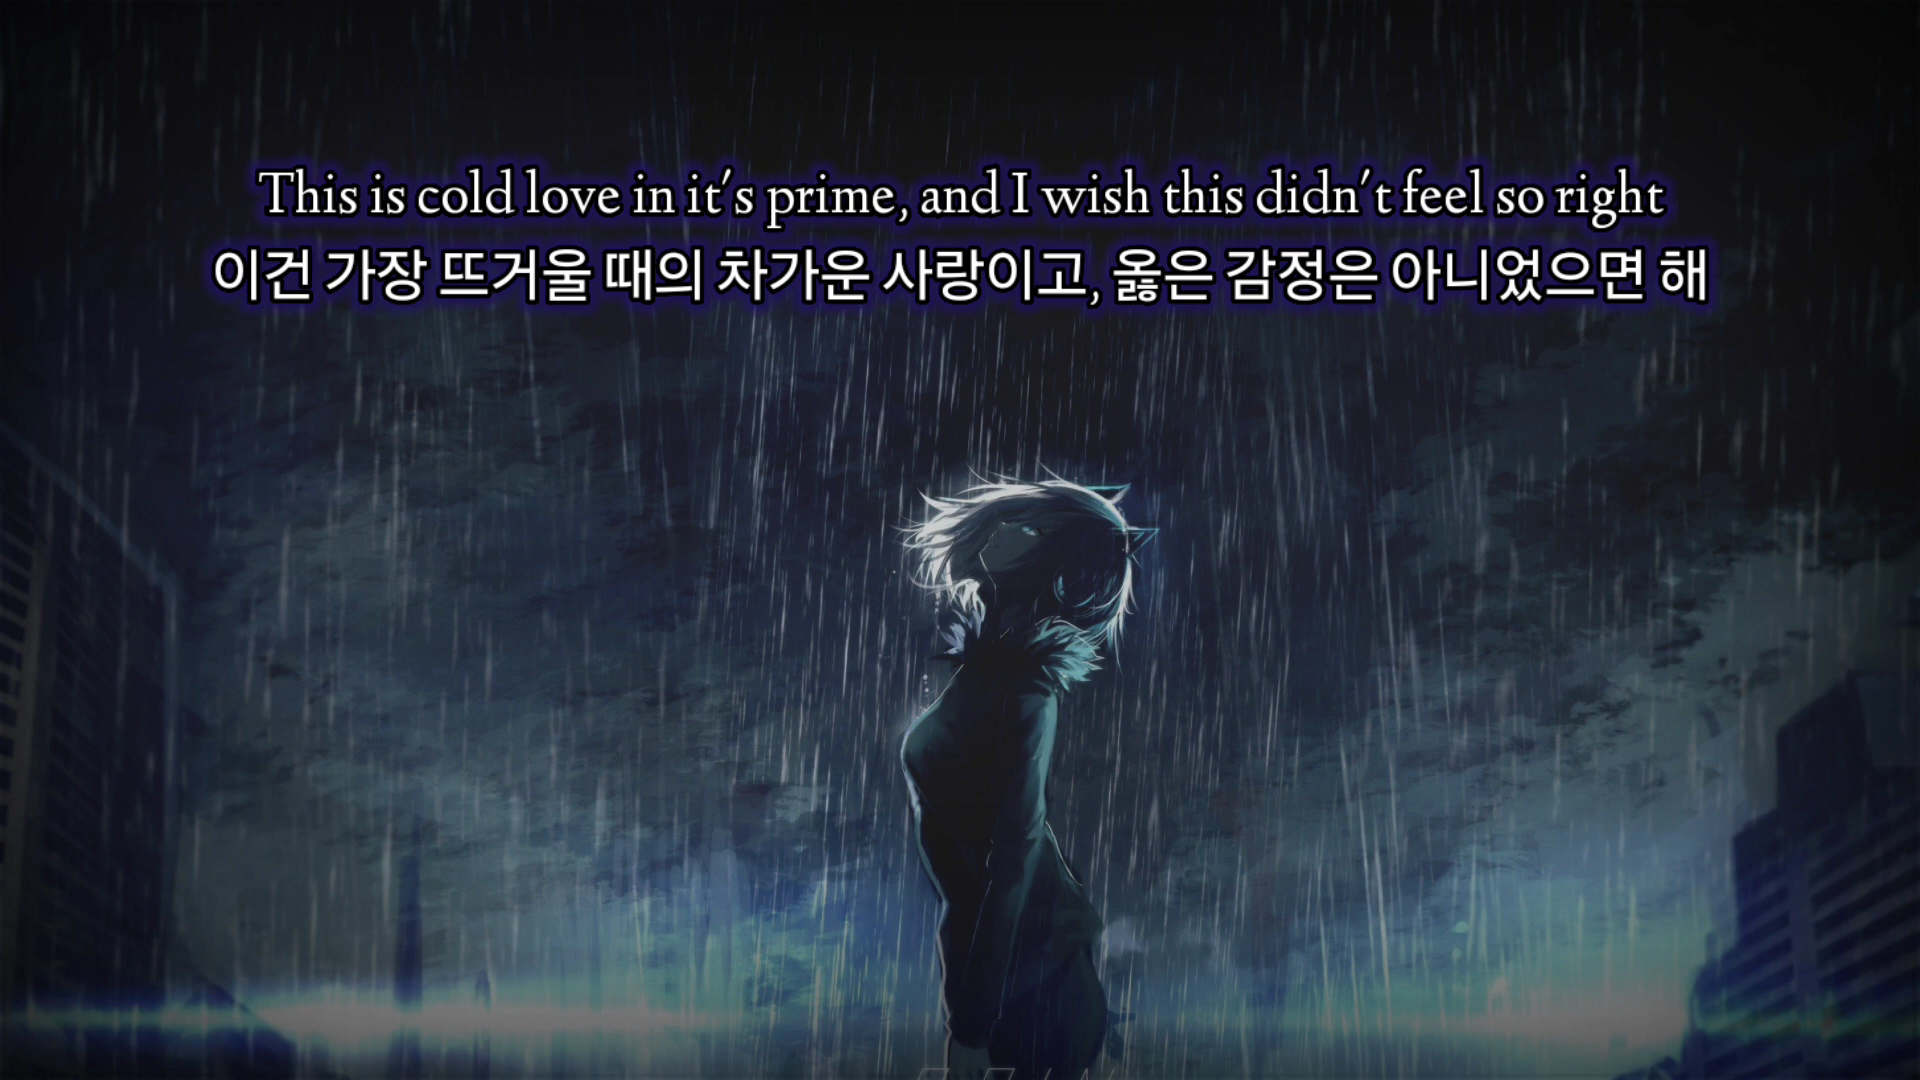 This is cold love in it's prime, and I wish this didn't feel so right
이건 가장 뜨거울 때의 차가운 사랑이고, 옳은 감정은 아니었으면 해